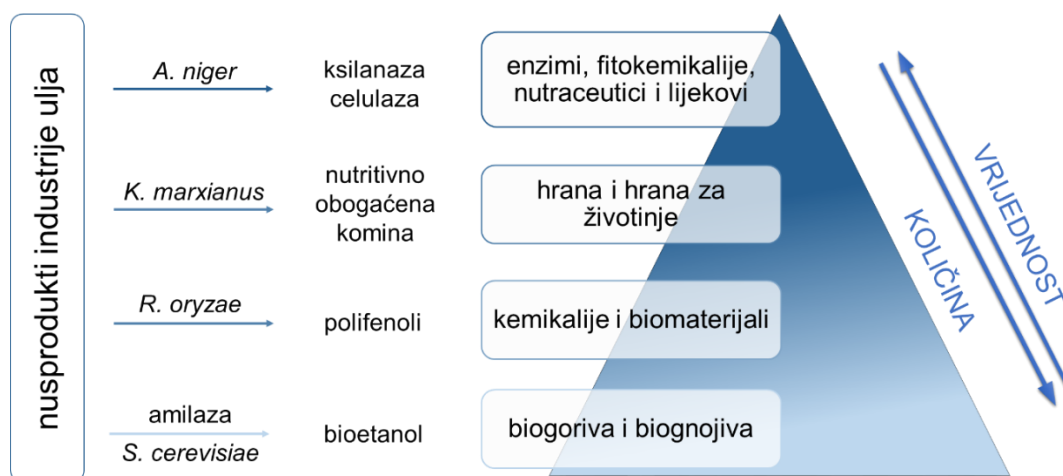 nusprodukti industrije ulja
A. niger
ksilanaza
celulaza
enzimi, fitokemikalije,
nutraceutici i lijekovi
K. marxianus
nutritivno
obogaćena
komina
hrana i hrana za
životinje
R. oryzae
polifenoli
kemikalije i biomaterijali
amilaza
S. cerevisiae
bioetanol
biogoriva i biognojiva
KOLIČINA
VRIJEDNOST